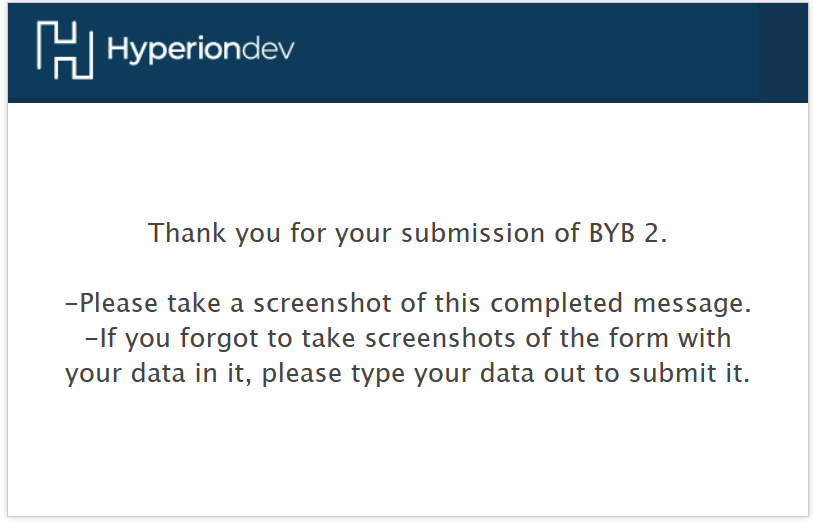 Hyperiondev
Thank you for your submission of BYB 2.
-Please take a screenshot of this completed message.
-If you forgot to take screenshots of the form with
your data in it, please type your data out to submit it.